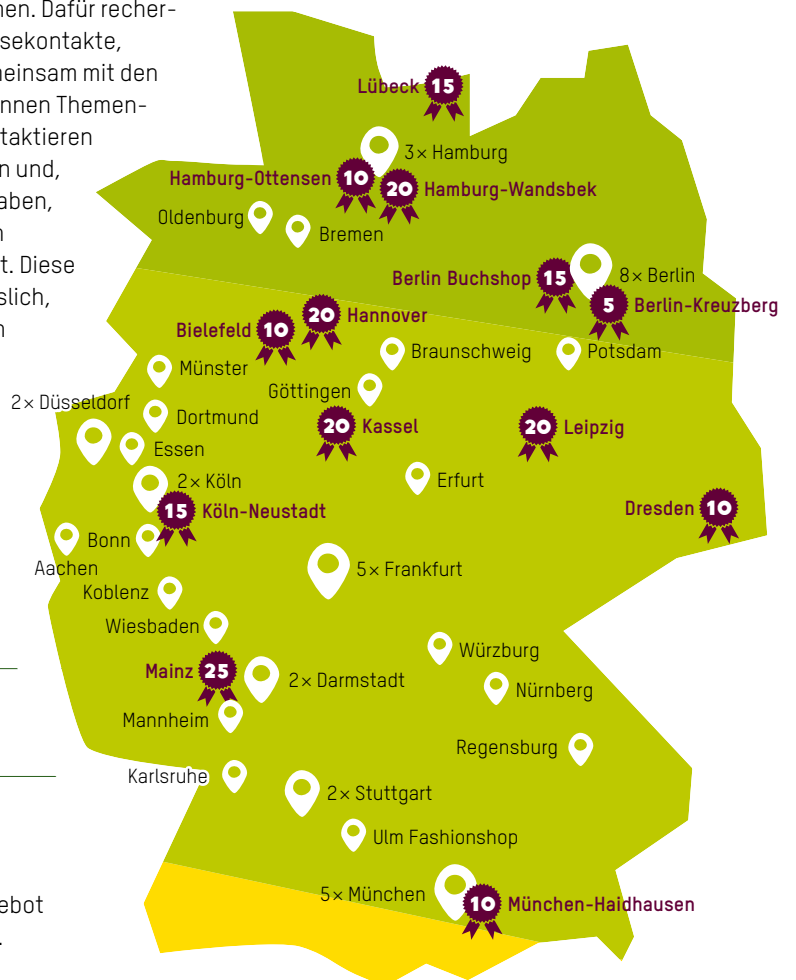 nen. Dafür recher-
sekontakte,
neinsam mit den
nnen Themen-
taktieren
n und,
aben,
n
t. Diese
slich,
n
Lübeck 15
3× Hamburg
Hamburg-Ottensen 10
20 Hamburg-Wandsbek
Oldenburg
Bremen
Berlin Buchshop 15
8× Berlin
5 Berlin-Kreuzberg
20 Hannover
Bielefeld 10
Braunschweig
Potsdam
Münster
Göttingen
2× Düsseldorf
Dortmund
20 Kassel
20 Leipzig
Essen
2× Köln
Erfurt
15 Köln-Neustadt
Dresden 10
Bonn
Aachen
5× Frankfurt
Koblenz
Wiesbaden
Würzburg
Mainz 25
2× Darmstadt
Nürnberg
Mannheim
Regensburg
Karlsruhe
2× Stuttgart
Ulm Fashionshop
5× München
10 München-Haidhausen
ebot
.